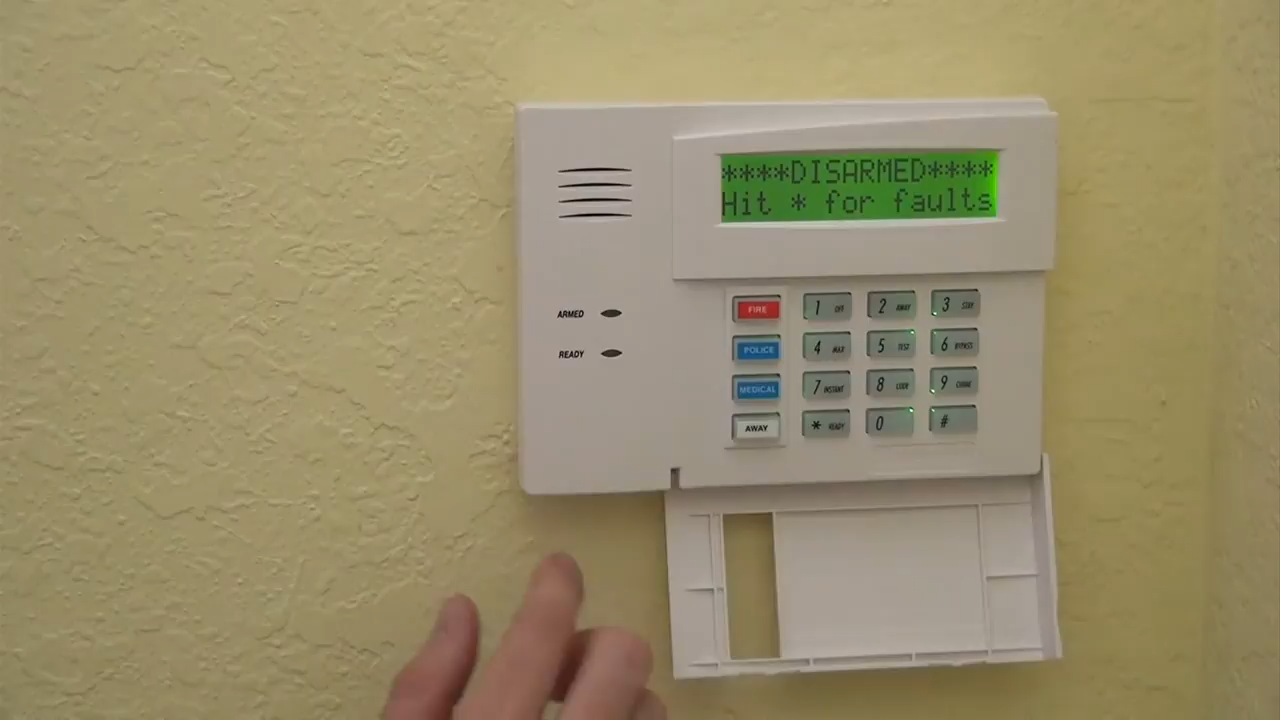 ****DISARMED****
Hit * for faults
ARMED
READY
FIRE
1 OFF
2 AWAY
3 STAY
POLICE
4 MAX
5 TEST
6 BYPASS
MEDICAL
7 INSTANT
8 CODE
9 CHIME
AWAY
* READY
0
#